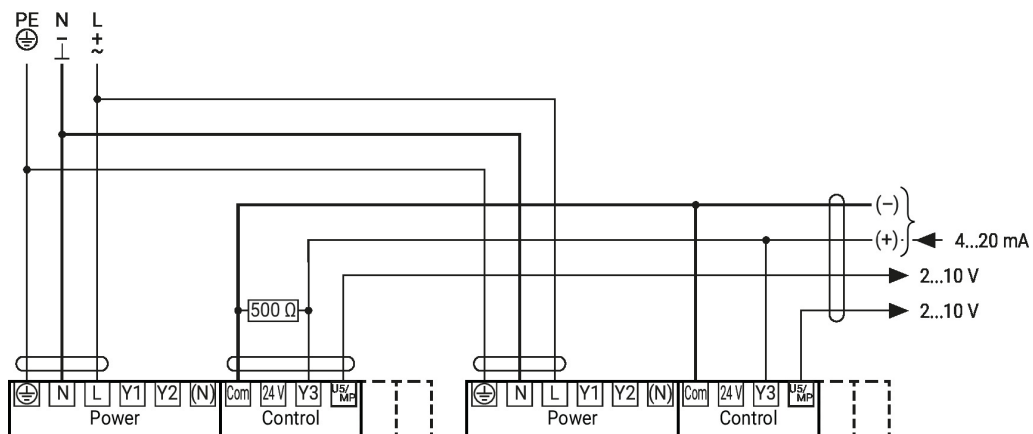 PE N L
⏚ - +
⊥ ~
(−)
(+) 4...20 mA
2...10 V
500 Ω 2...10 V
⏚ N L Y1 Y2 (N) Com 24 V Y3 U5/MP ⏚ N L Y1 Y2 (N) Com 24 V Y3 U5/MP
Power Control Power Control